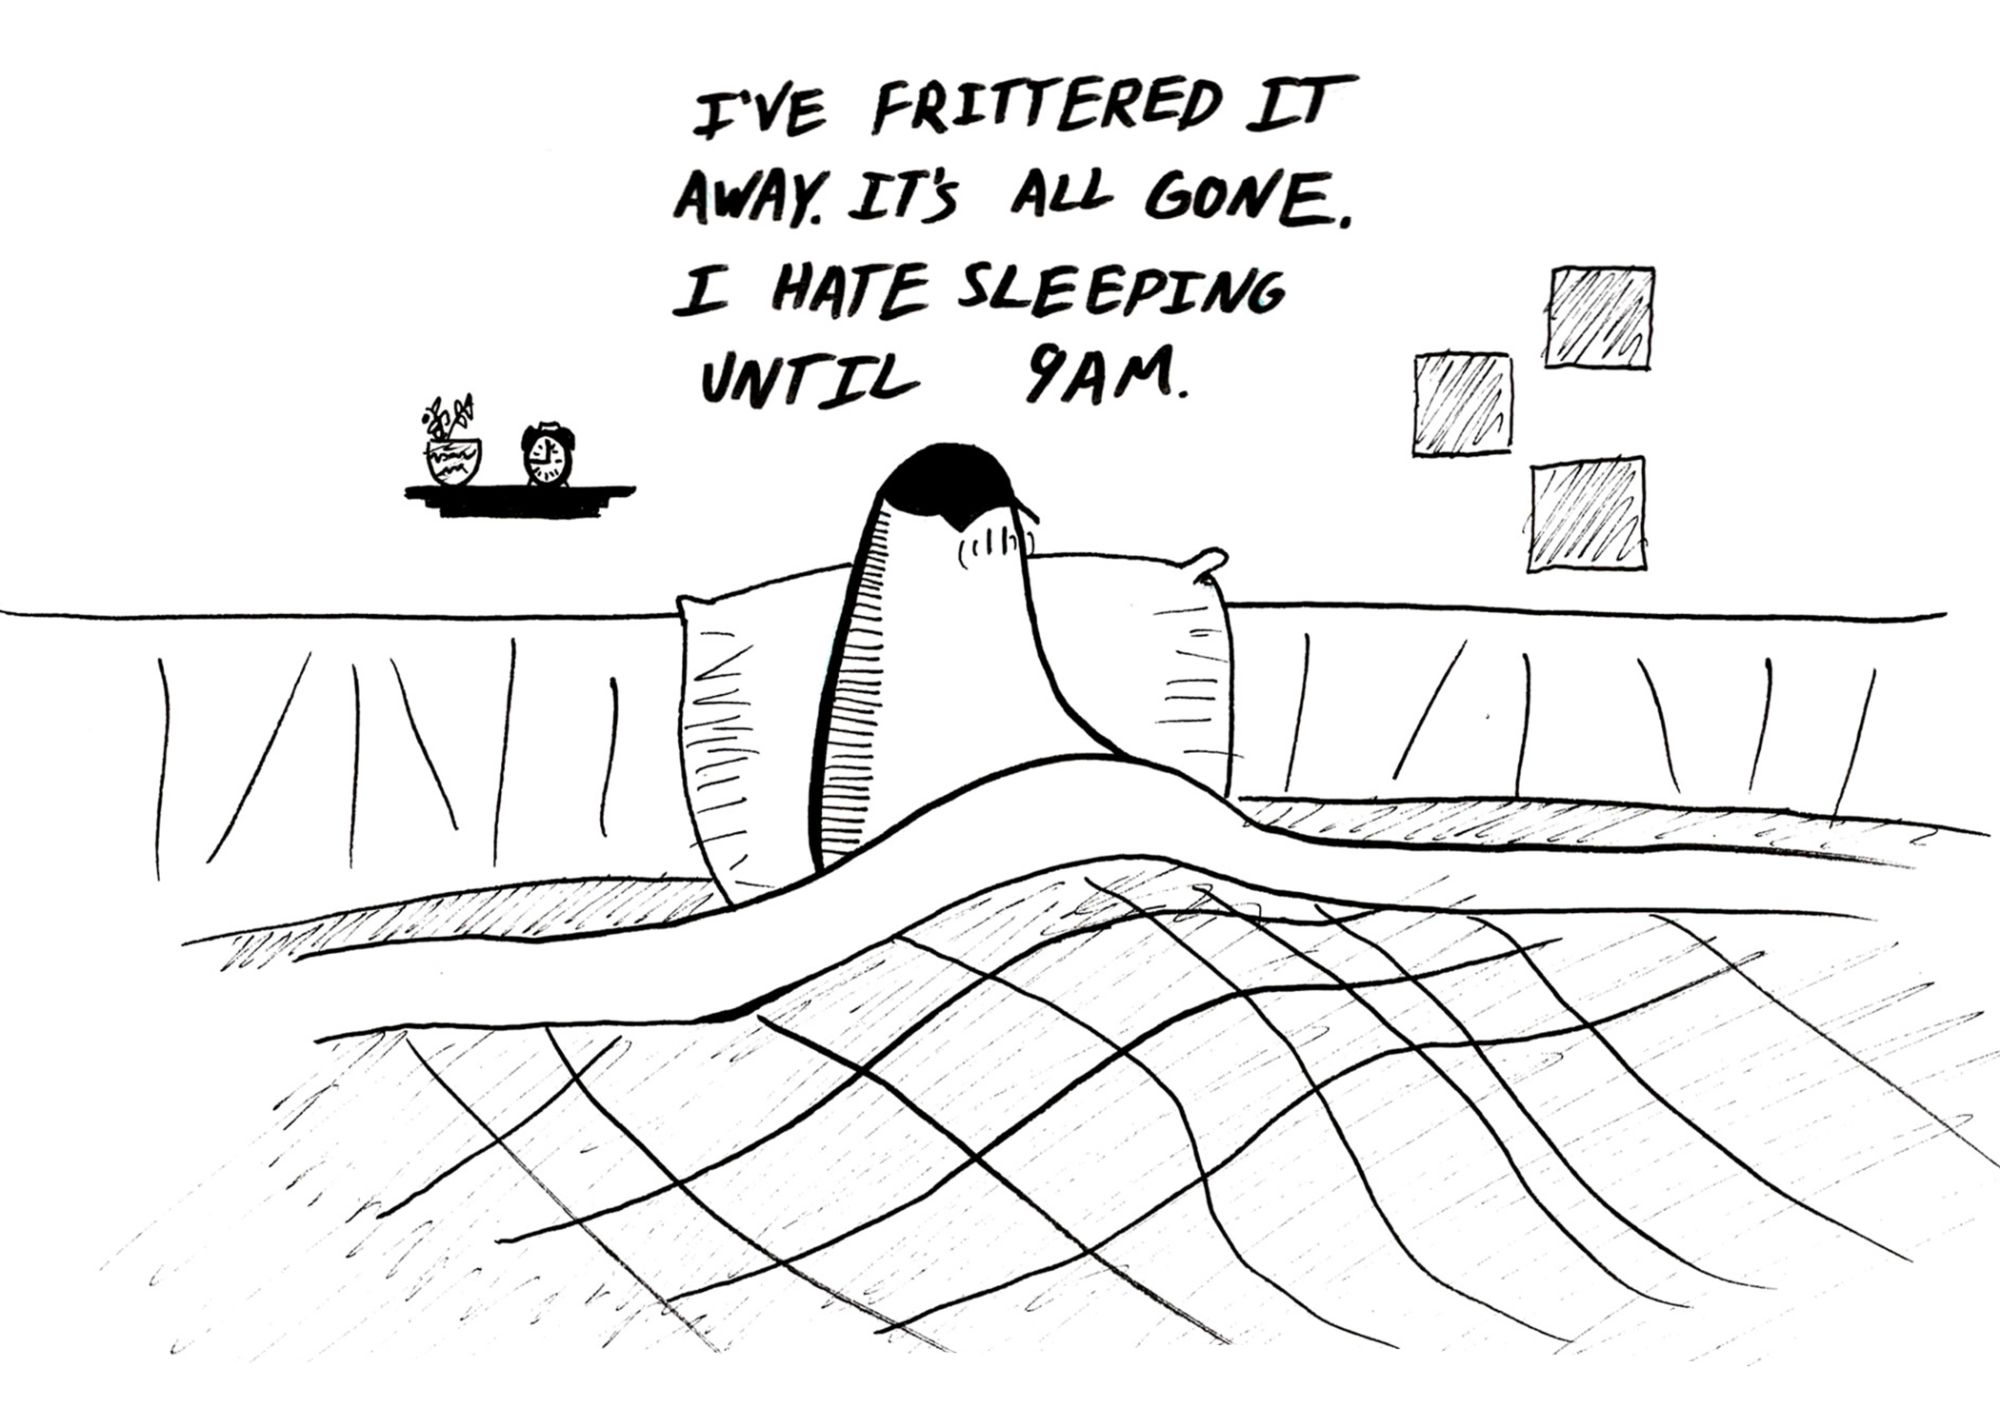 I'VE FRITTERED IT
AWAY. IT'S ALL GONE.
I HATE SLEEPING
UNTIL 9AM.